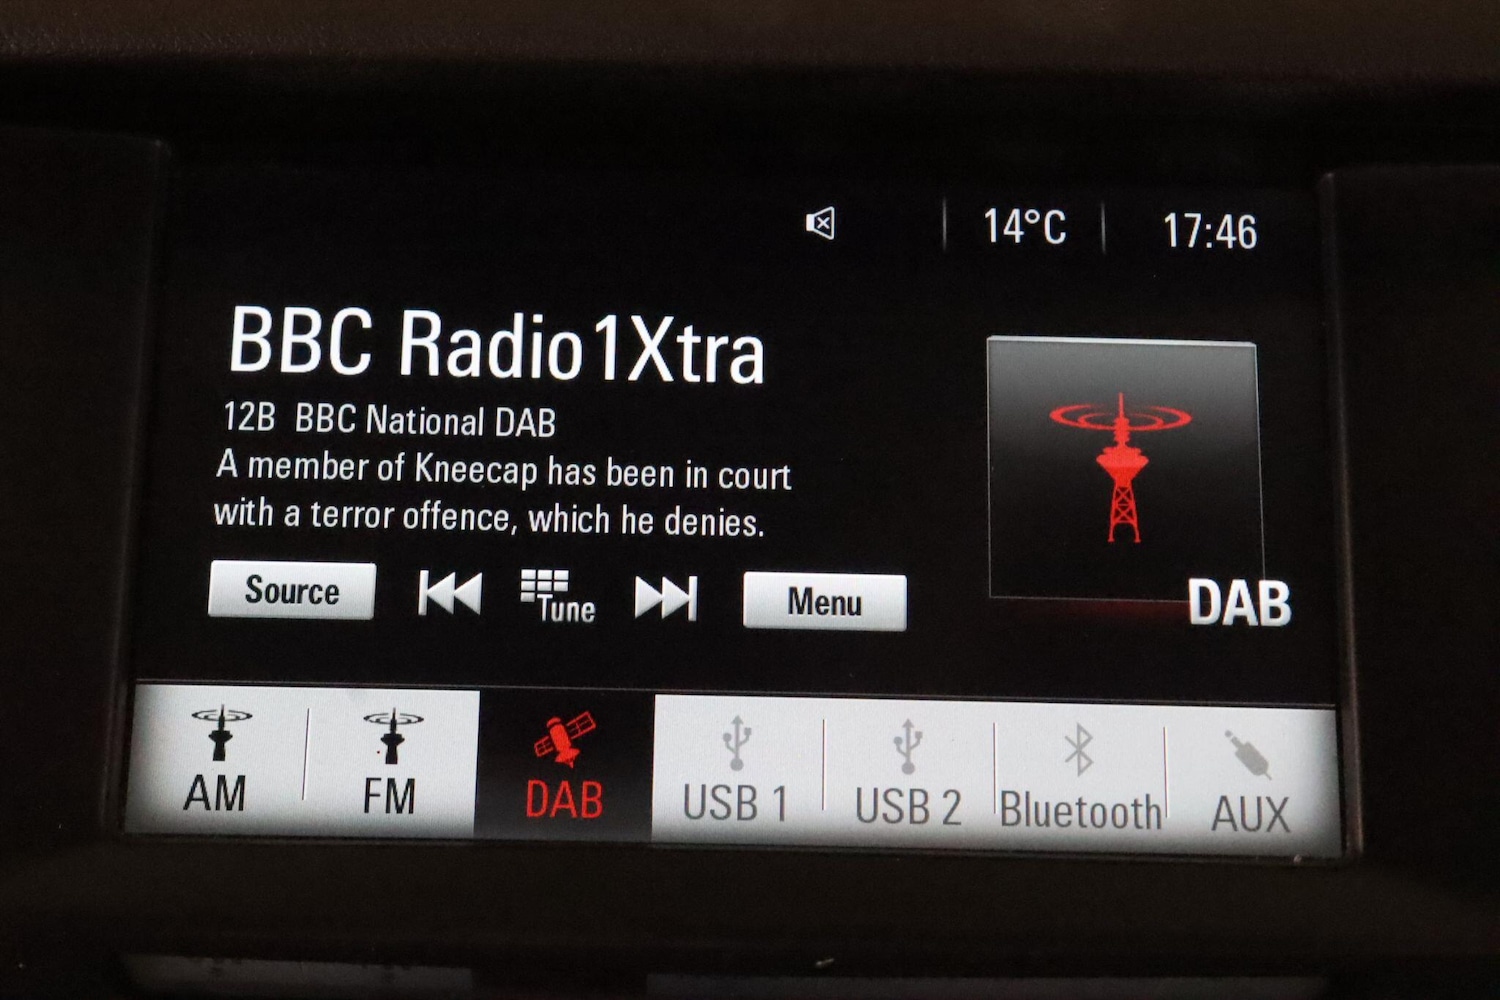 14°C 17:46
BBC Radio1Xtra
12B BBC National DAB
A member of Kneecap has been in court
with a terror offence, which he denies.
Source Tune Menu
DAB
AM FM DAB USB 1 USB 2 Bluetooth AUX